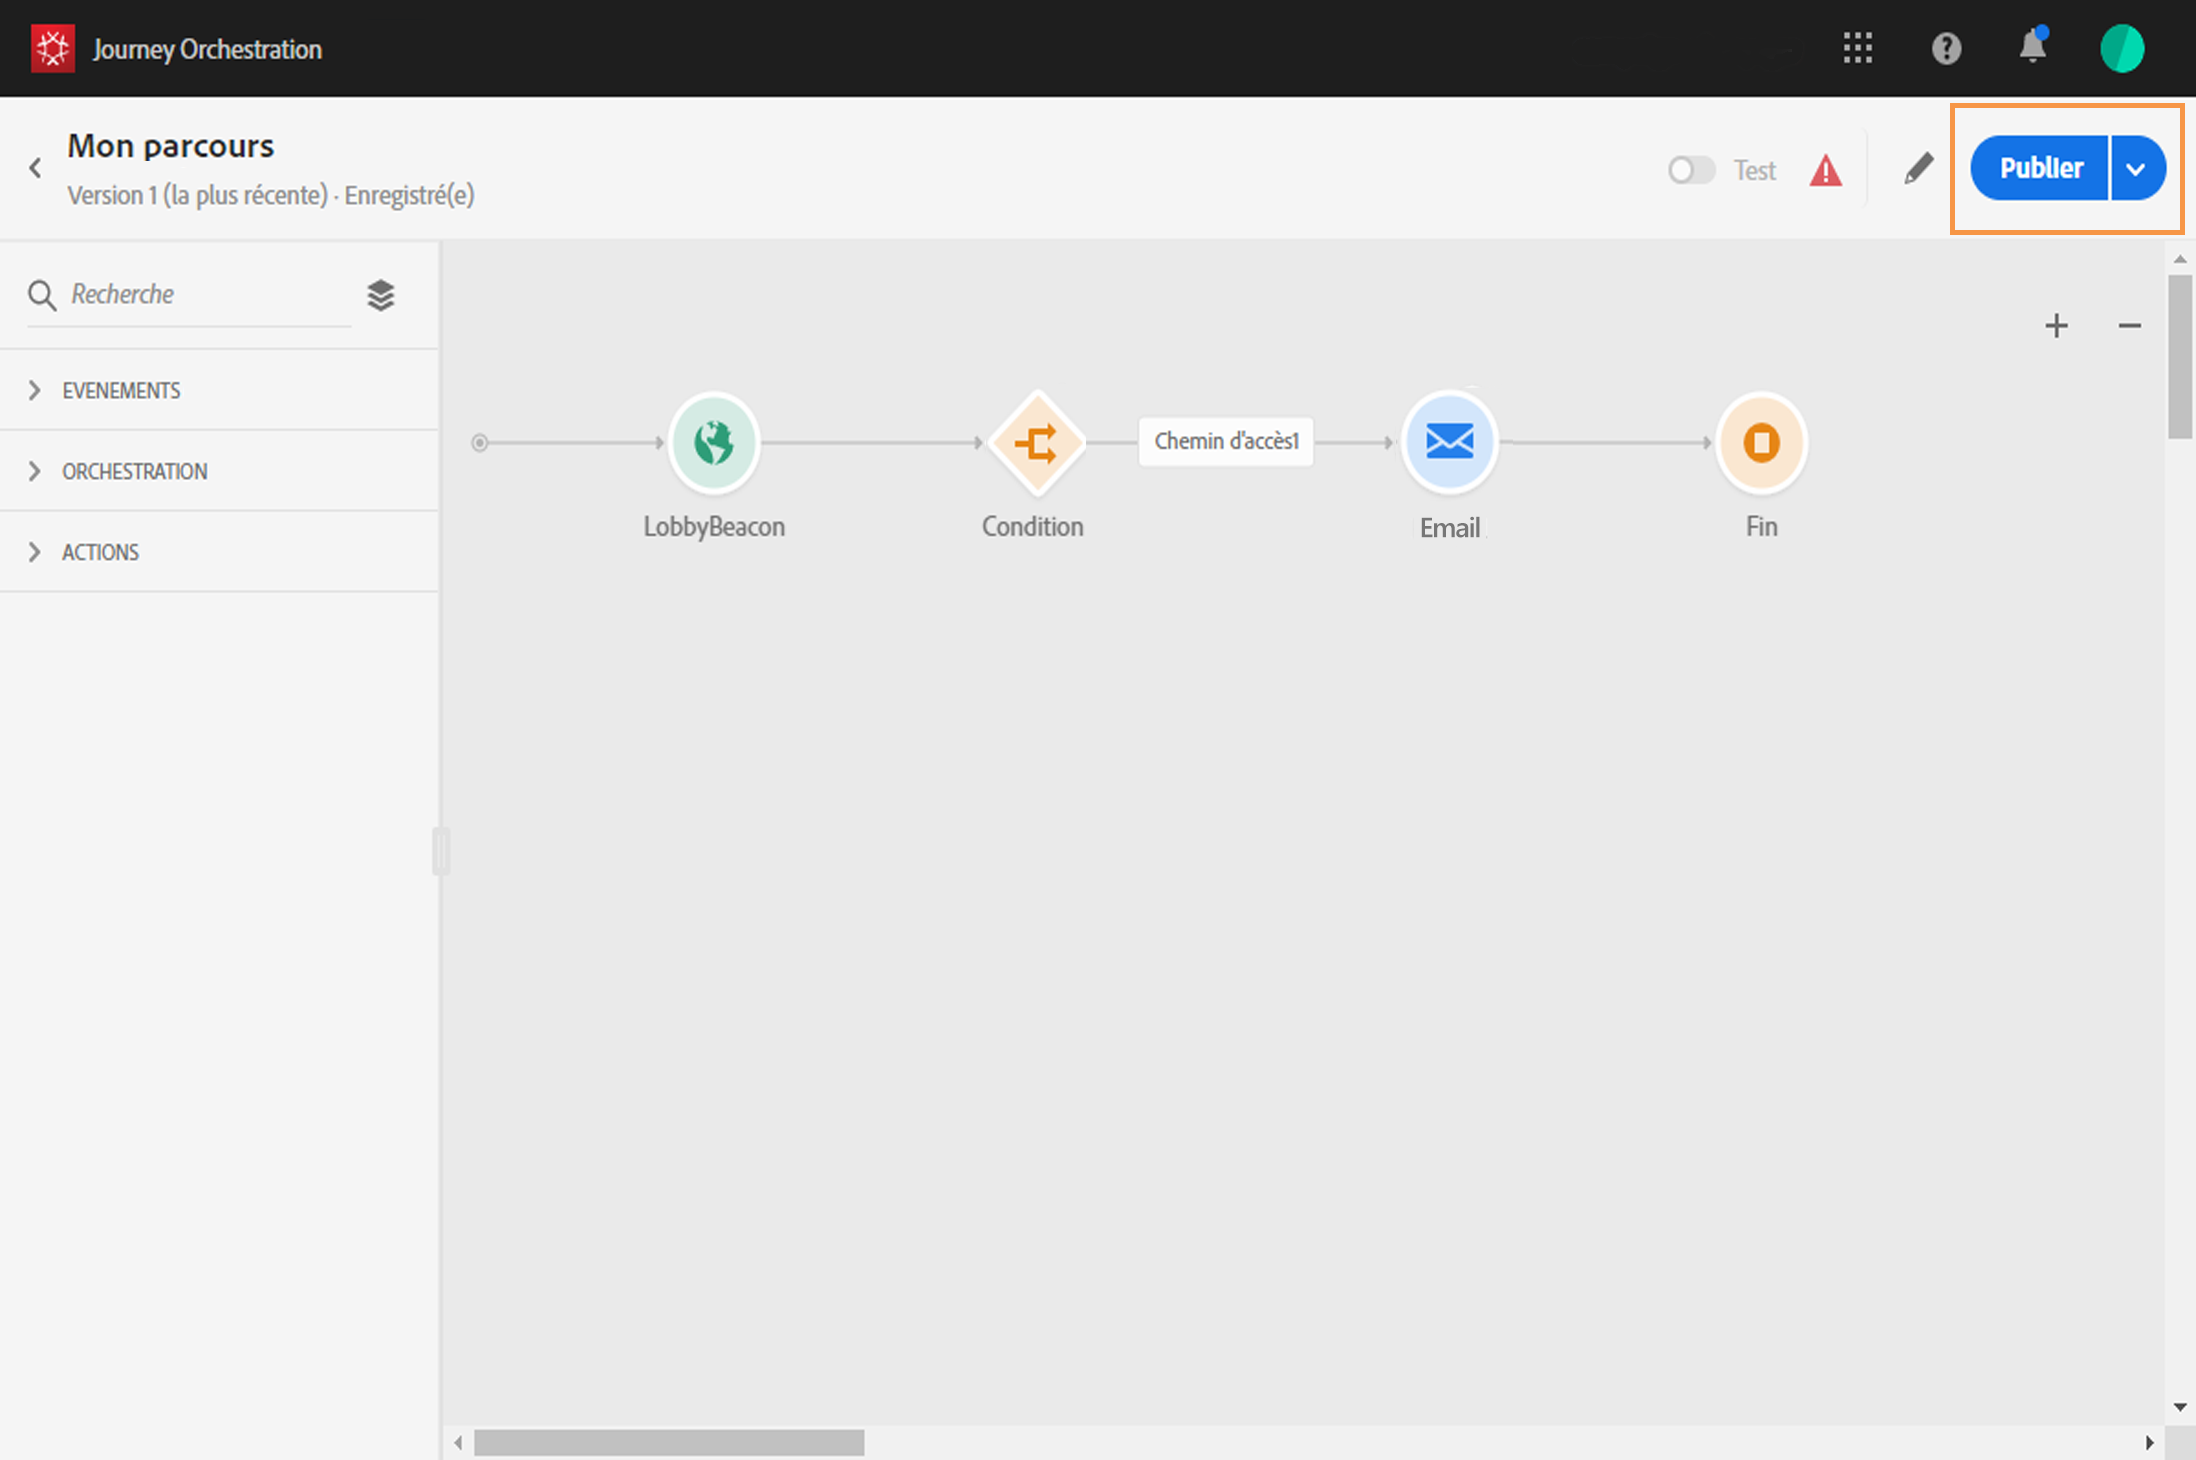 Journey Orchestration
Mon parcours
Version 1 (la plus récente) · Enregistré(e)
Test
Publier
Recherche
EVENEMENTS
ORCHESTRATION
ACTIONS
Chemin d'accès1
LobbyBeacon
Condition
Email
Fin